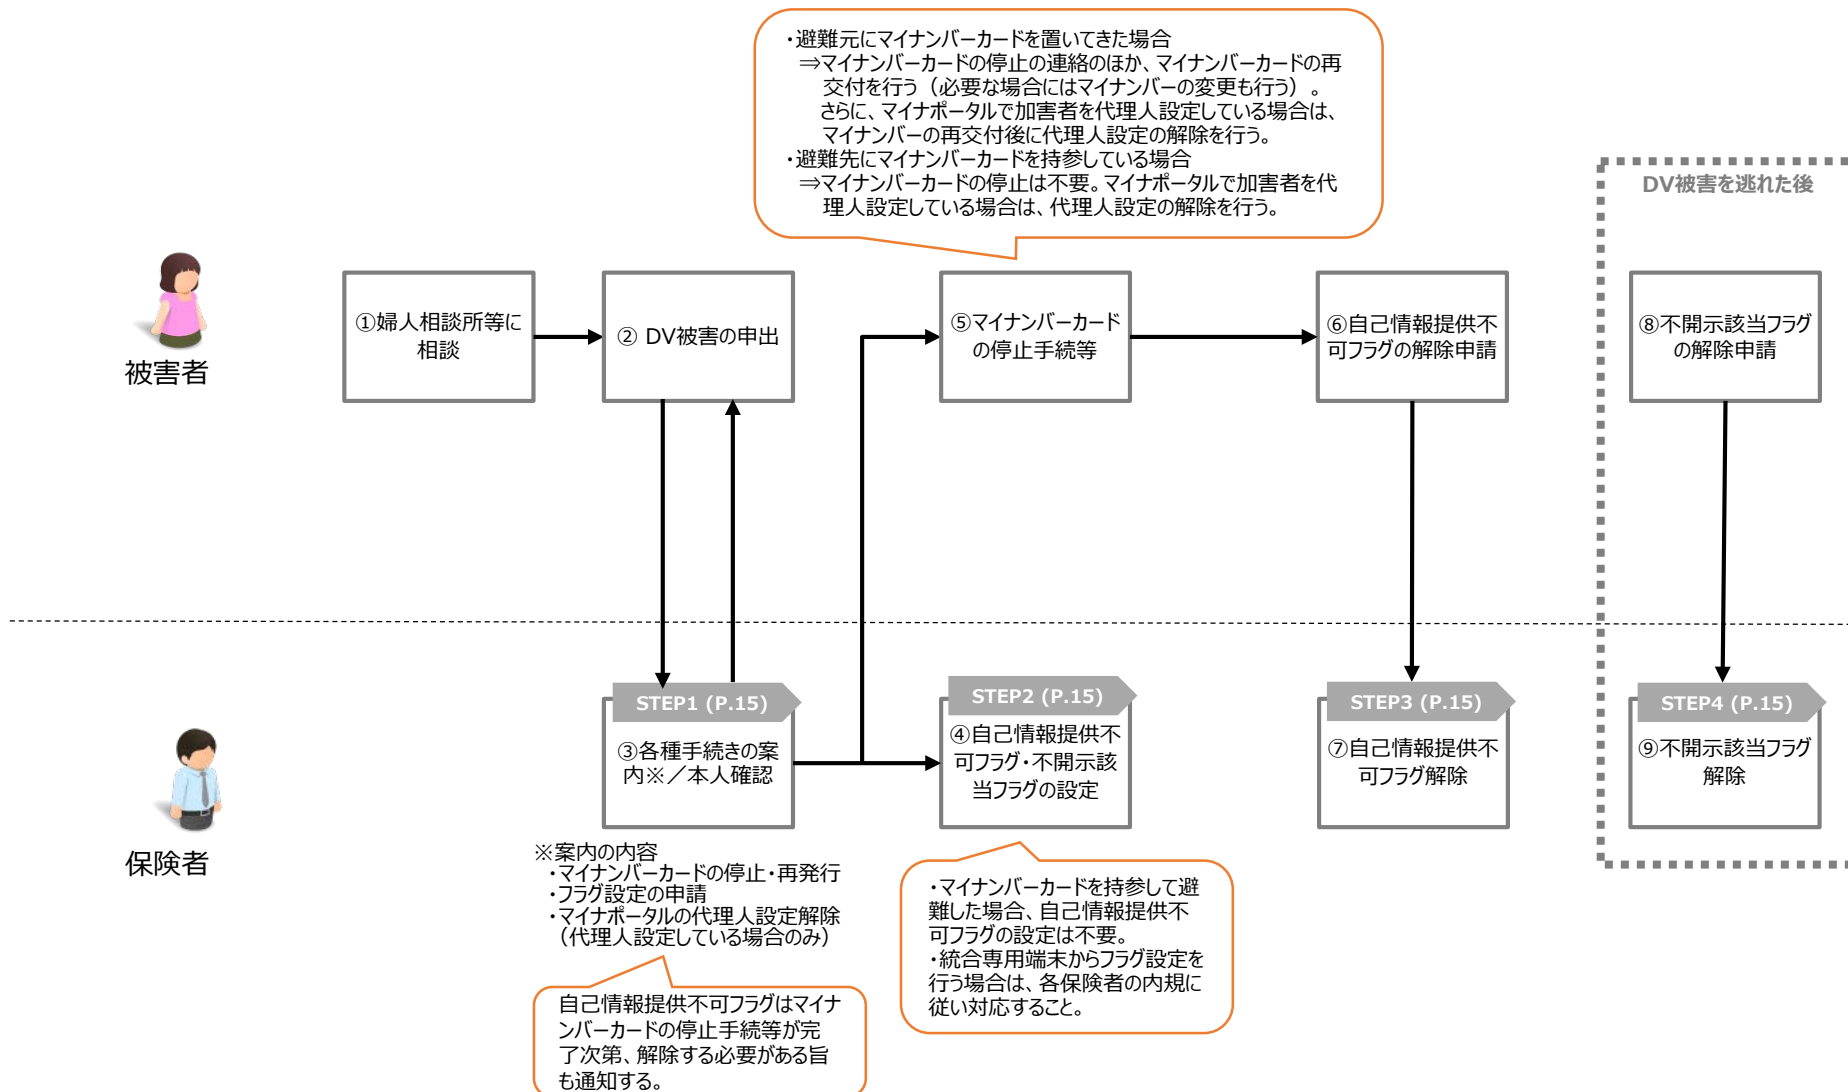 ・避難元にマイナンバーカードを置いてきた場合
⇒マイナンバーカードの停止の連絡のほか、マイナンバーカードの再
交付を行う（必要な場合にはマイナンバーの変更も行う）。
さらに、マイナポータルで加害者を代理人設定している場合は、
マイナンバーの再交付後に代理人設定の解除を行う。
・避難先にマイナンバーカードを持参している場合
⇒マイナンバーカードの停止は不要。マイナポータルで加害者を代
理人設定している場合は、代理人設定の解除を行う。
DV被害を逃れた後
被害者
①婦人相談所等に
相談
② DV被害の申出
⑤マイナンバーカード
の停止手続等
⑥自己情報提供不
可フラグの解除申請
⑧不開示該当フラグ
の解除申請
保険者
STEP1 (P.15)
③各種手続きの案
内※／本人確認
STEP2 (P.15)
④自己情報提供不
可フラグ・不開示該
当フラグの設定
STEP3 (P.15)
⑦自己情報提供不
可フラグ解除
STEP4 (P.15)
⑨不開示該当フラグ
解除
※案内の内容
・マイナンバーカードの停止・再発行
・フラグ設定の申請
・マイナポータルの代理人設定解除
（代理人設定している場合のみ）
自己情報提供不可フラグはマイナ
ンバーカードの停止手続等が完
了次第、解除する必要がある旨
も通知する。
・マイナンバーカードを持参して避
難した場合、自己情報提供不
可フラグの設定は不要。
・統合専用端末からフラグ設定を
行う場合は、各保険者の内規に
従い対応すること。